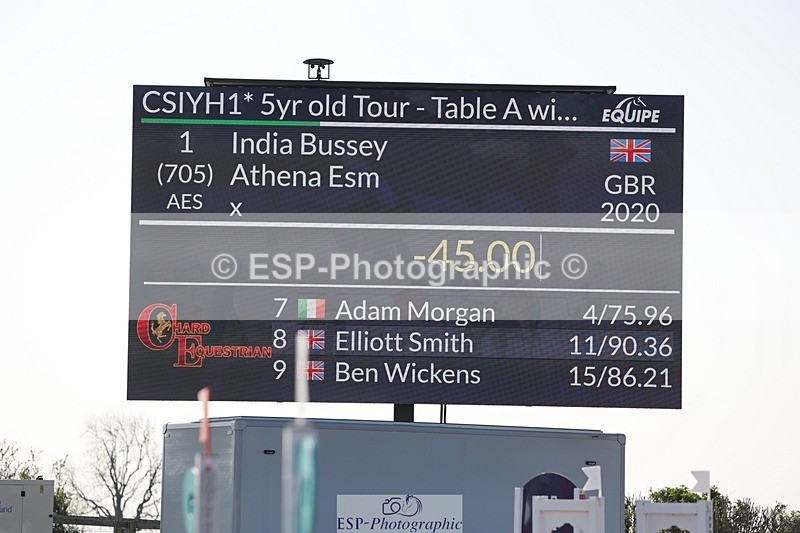 CSIYH1* 5yr old Tour - Table A wi...
EQUIPE
1 India Bussey
(705) Athena Esm GBR
AES x 2020
-45.00
© ESP-Photographic ©
7 Adam Morgan 4/75.96
CHARD EQUESTRIAN
8 Elliott Smith 11/90.36
9 Ben Wickens 15/86.21
ESP-Photographic